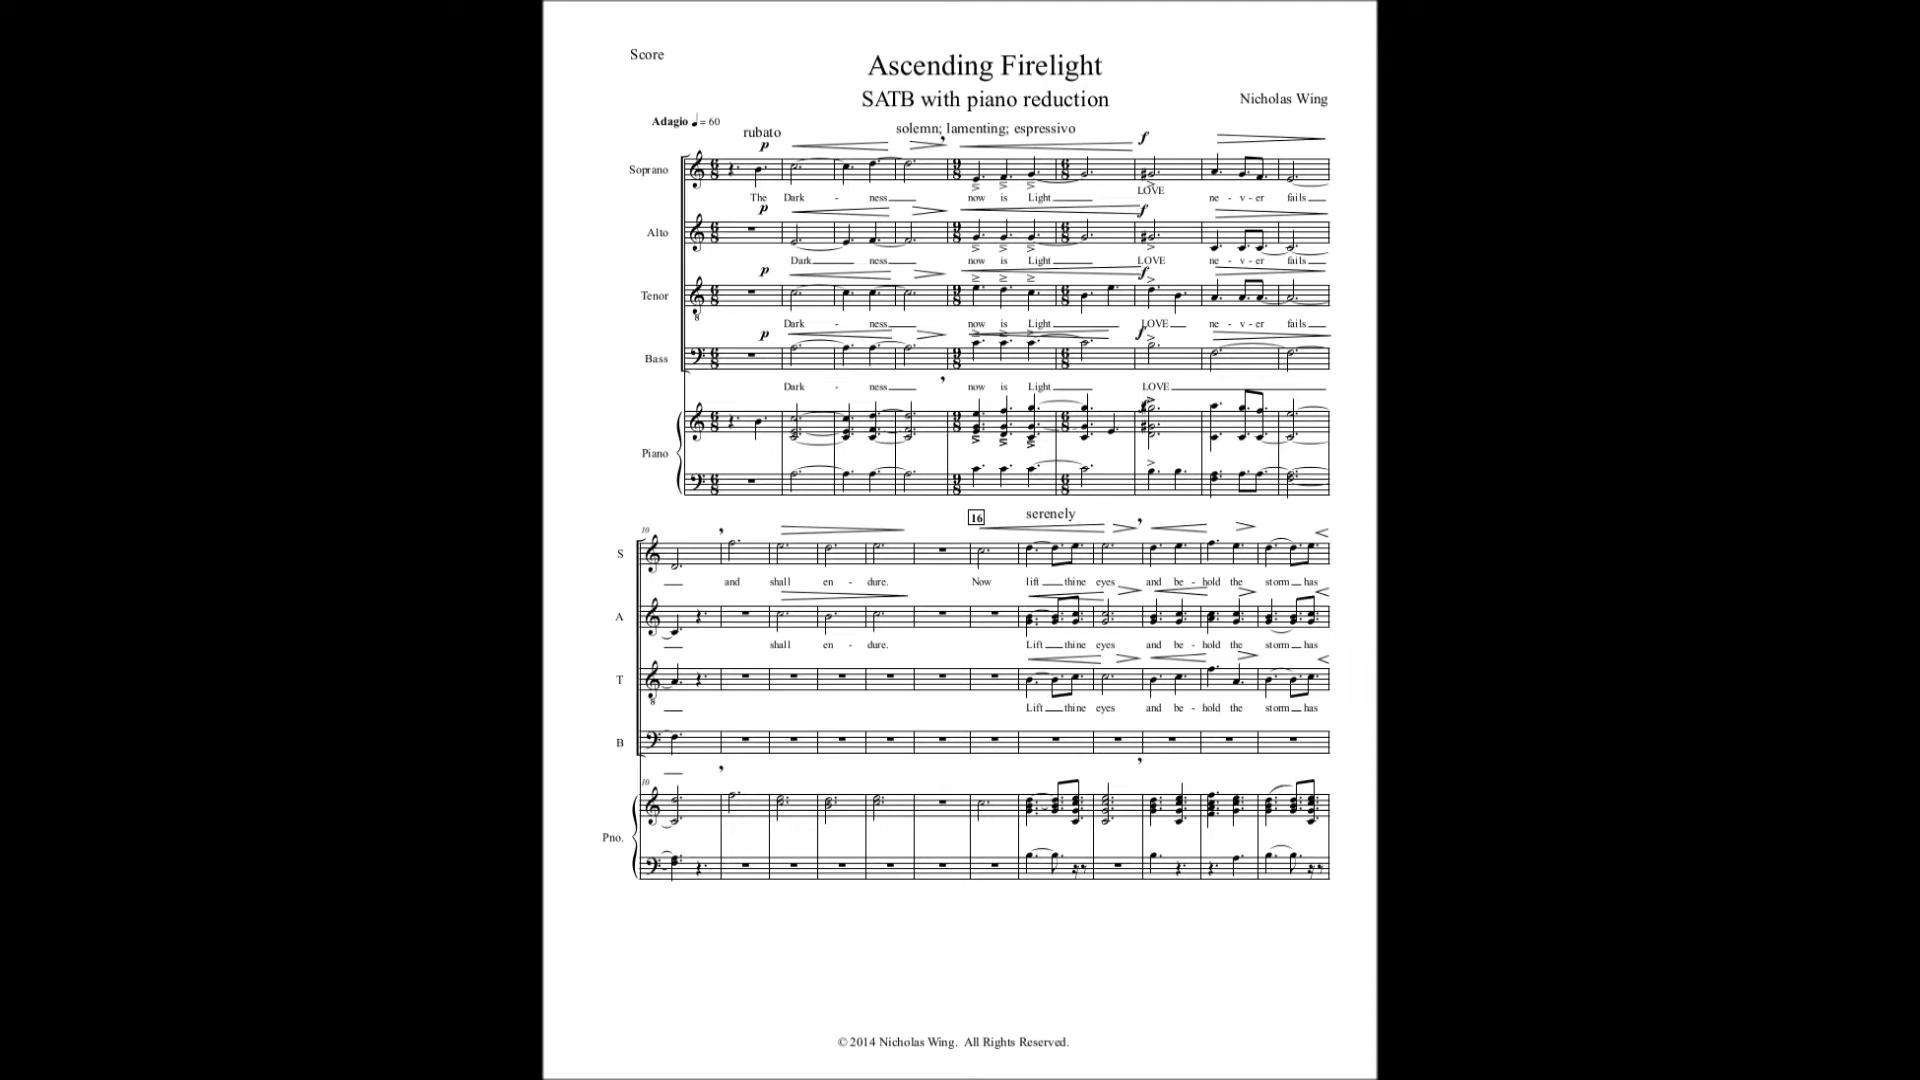 Score
Ascending Firelight
SATB with piano reduction
Nicholas Wing
Adagio ♩ = 60
rubato
solemn; lamenting; espressivo
p
f
Soprano
The Dark - ness now is Light LOVE ne - v - er fails
p
f
Alto
Dark ness now is Light LOVE ne - v - er fails
p
f
Tenor
Dark - ness now is Light LOVE ne - v - er fails
p
f
Bass
Dark - ness now is Light LOVE
Piano
16
serenely
10
S
and shall en - dure. Now lift thine eyes and be - hold the storm has
A
shall en - dure. Lift thine eyes and be - hold the storm has
T
Lift thine eyes and be - hold the storm has
B
10
Pno.
© 2014 Nicholas Wing. All Rights Reserved.